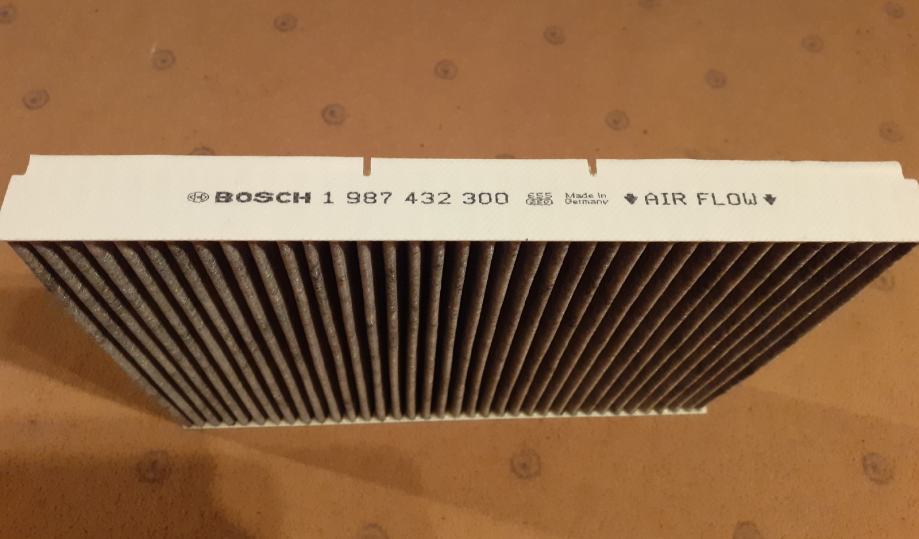 BOSCH 1 987 432 300
Made in
Germany
AIR FLOW